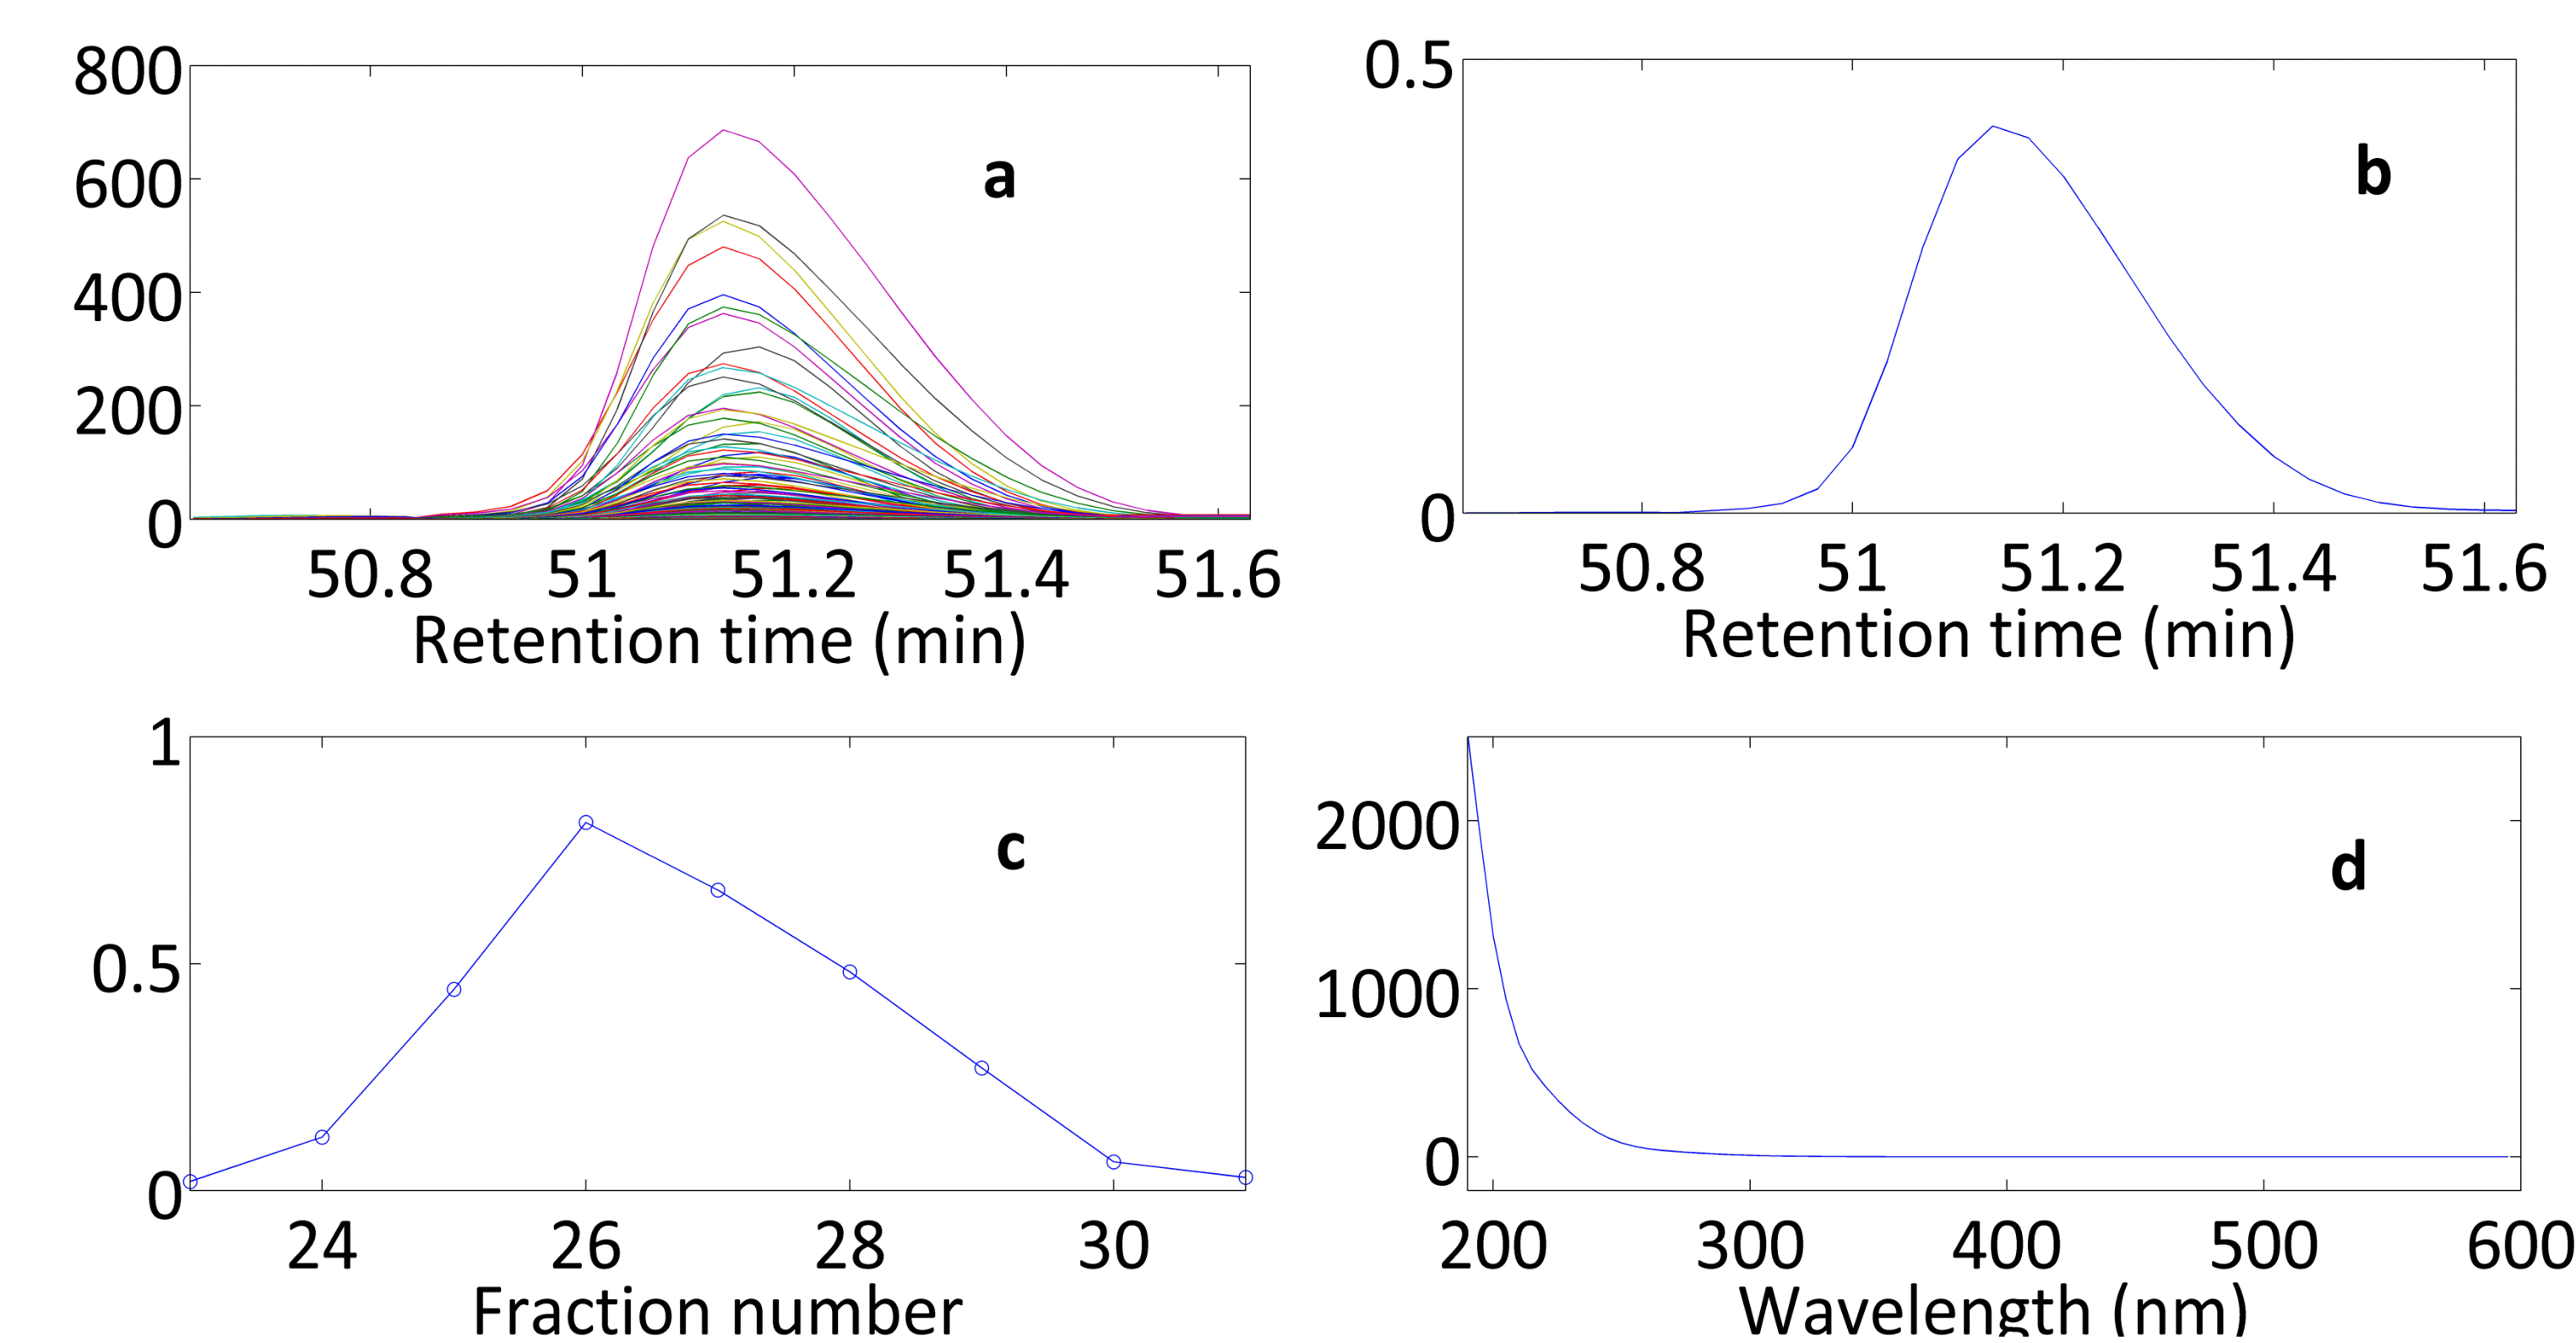 800
600
400
200
0
a
50.8 51 51.2 51.4 51.6
Retention time (min)
0.5
0
b
50.8 51 51.2 51.4 51.6
Retention time (min)
1
0.5
0
c
24 26 28 30
Fraction number
2000
1000
0
d
200 300 400 500 600
Wavelength (nm)